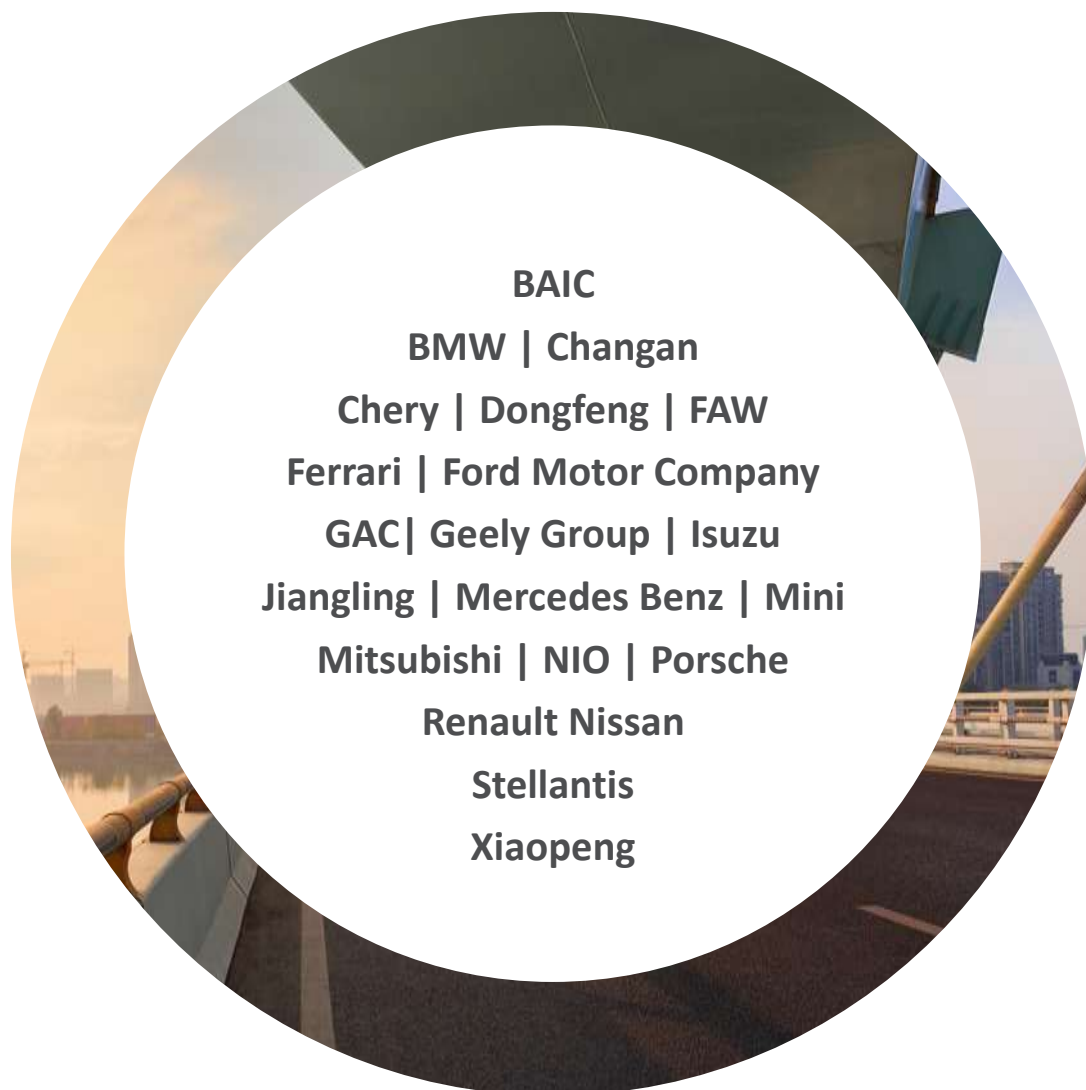 BAIC
BMW | Changan
Chery | Dongfeng | FAW
Ferrari | Ford Motor Company
GAC| Geely Group | Isuzu
Jiangling | Mercedes Benz | Mini
Mitsubishi | NIO | Porsche
Renault Nissan
Stellantis
Xiaopeng